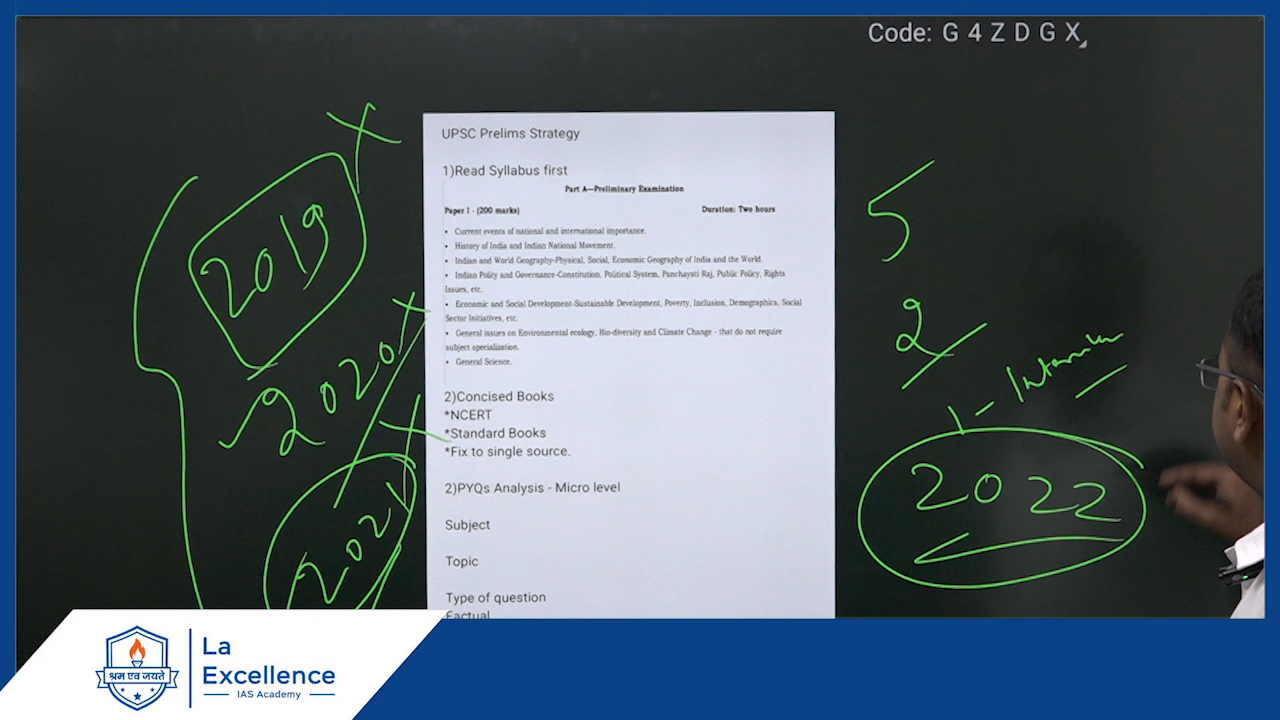 Code: G 4 Z D G X
UPSC Prelims Strategy
1)Read Syllabus first
Part A—Preliminary Examination
Paper I - (200 marks) Duration: Two hours
• Current events of national and international importance.
• History of India and Indian National Movement.
• Indian and World Geography-Physical, Social, Economic Geography of India and the World.
• Indian Polity and Governance-Constitution, Political System, Panchayati Raj, Public Policy, Rights
Issues, etc.
• Economic and Social Development-Sustainable Development, Poverty, Inclusion, Demographics, Social
Sector Initiatives, etc.
• General issues on Environmental ecology, Bio-diversity and Climate Change - that do not require
subject specialization.
• General Science.
2)Concised Books
*NCERT
*Standard Books
*Fix to single source.
2)PYQs Analysis - Micro level
Subject
Topic
Type of question
Factual
2019
2020
2021
5
2
1 -
2022
श्रम एव जयते
La
Excellence
IAS Academy